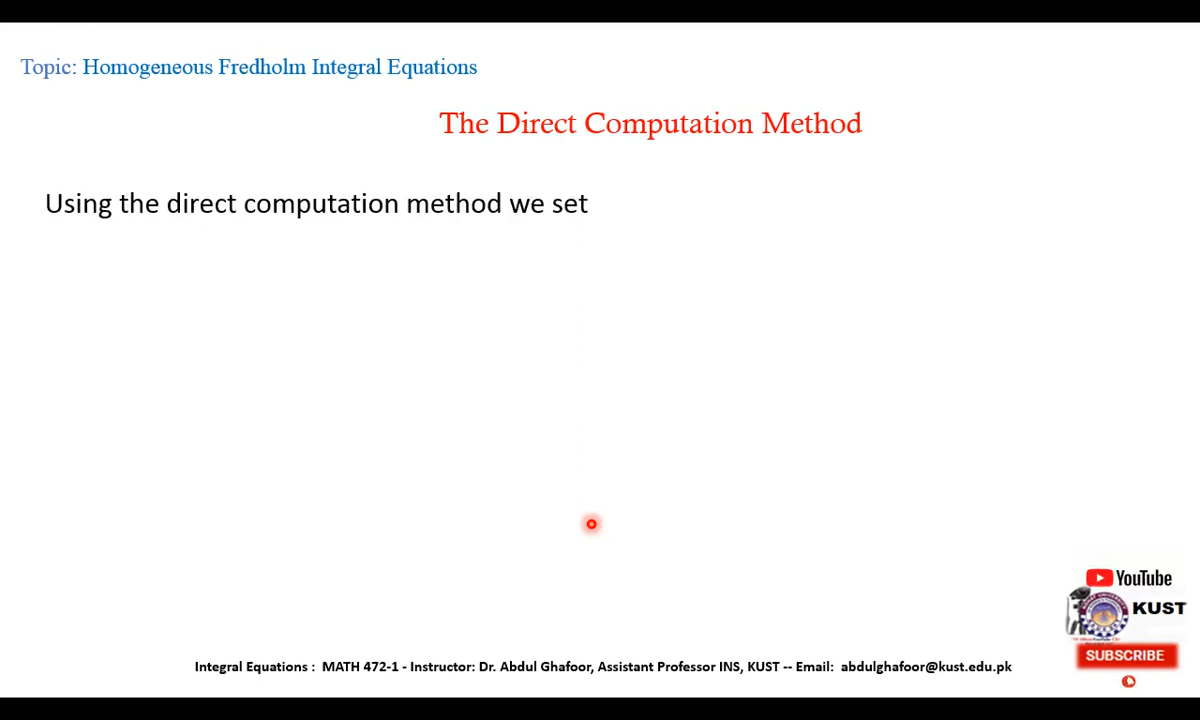 Topic: Homogeneous Fredholm Integral Equations
The Direct Computation Method
Using the direct computation method we set
YouTube
KUST
SUBSCRIBE
Integral Equations : MATH 472-1 - Instructor: Dr. Abdul Ghafoor, Assistant Professor INS, KUST -- Email: abdulghafoor@kust.edu.pk